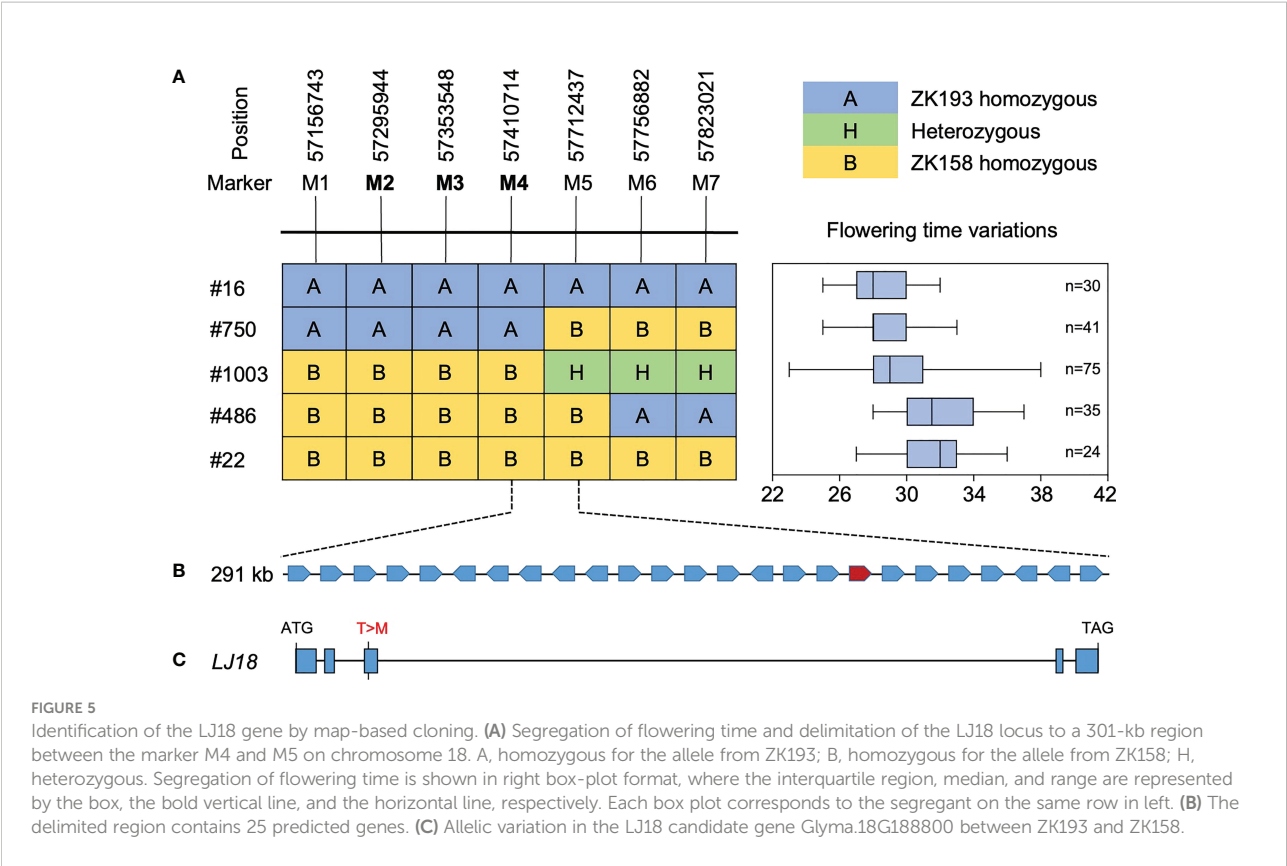 A
Position 57156743 57295944 57353548 57410714 57712437 57756882 57823021
Marker M1 M2 M3 M4 M5 M6 M7
A ZK193 homozygous
H Heterozygous
B ZK158 homozygous
Flowering time variations
#16 A A A A A A A n=30
#750 A A A A B B B n=41
#1003 B B B B H H H n=75
#486 B B B B B A A n=35
#22 B B B B B B B n=24
22 26 30 34 38 42
B 291 kb
ATG T>M TAG
C LJ18
FIGURE 5
Identification of the LJ18 gene by map-based cloning. (A) Segregation of flowering time and delimitation of the LJ18 locus to a 301-kb region
between the marker M4 and M5 on chromosome 18. A, homozygous for the allele from ZK193; B, homozygous for the allele from ZK158; H,
heterozygous. Segregation of flowering time is shown in right box-plot format, where the interquartile region, median, and range are represented
by the box, the bold vertical line, and the horizontal line, respectively. Each box plot corresponds to the segregant on the same row in left. (B) The
delimited region contains 25 predicted genes. (C) Allelic variation in the LJ18 candidate gene Glyma.18G188800 between ZK193 and ZK158.